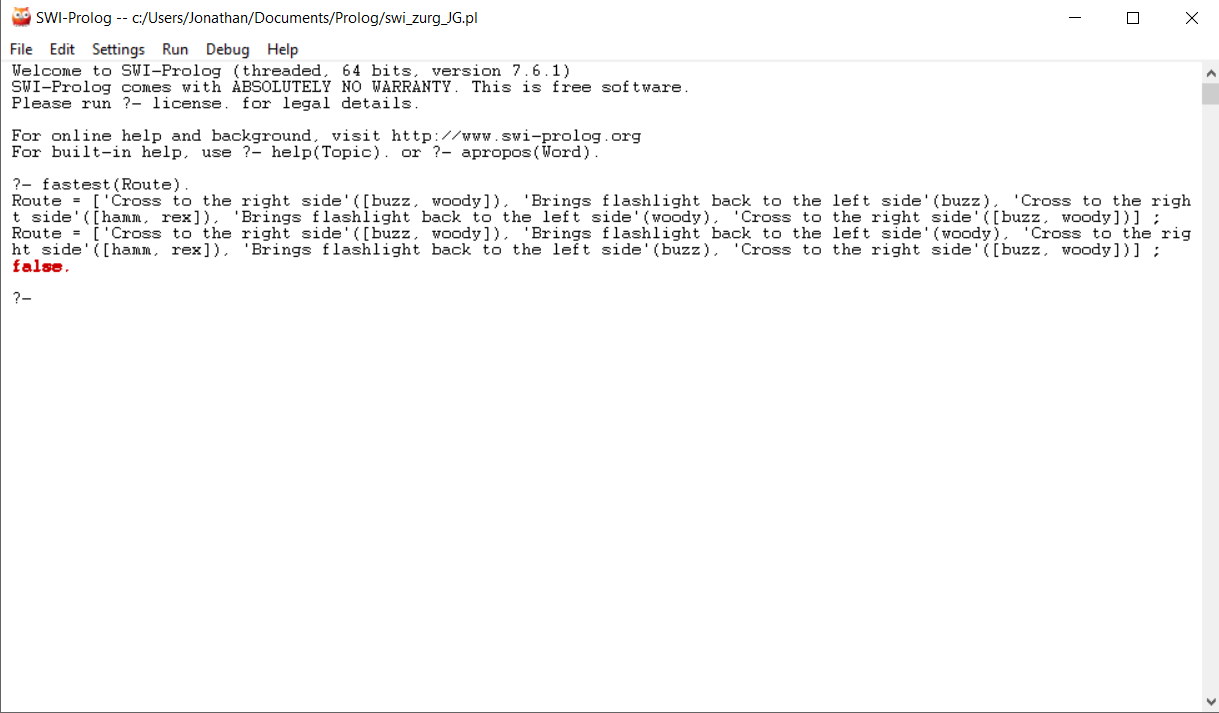 SWI-Prolog -- c:/Users/Jonathan/Documents/Prolog/swi_zurg_JG.pl
File Edit Settings Run Debug Help
Welcome to SWI-Prolog (threaded, 64 bits, version 7.6.1)
SWI-Prolog comes with ABSOLUTELY NO WARRANTY. This is free software.
Please run ?- license. for legal details.
For online help and background, visit http://www.swi-prolog.org
For built-in help, use ?- help(Topic). or ?- apropos(Word).
?- fastest(Route).
Route = ['Cross to the right side'([buzz, woody]), 'Brings flashlight back to the left side'(buzz), 'Cross to the righ
t side'([hamm, rex]), 'Brings flashlight back to the left side'(woody), 'Cross to the right side'([buzz, woody])] ;
Route = ['Cross to the right side'([buzz, woody]), 'Brings flashlight back to the left side'(woody), 'Cross to the rig
ht side'([hamm, rex]), 'Brings flashlight back to the left side'(buzz), 'Cross to the right side'([buzz, woody])] ;
false.
?-